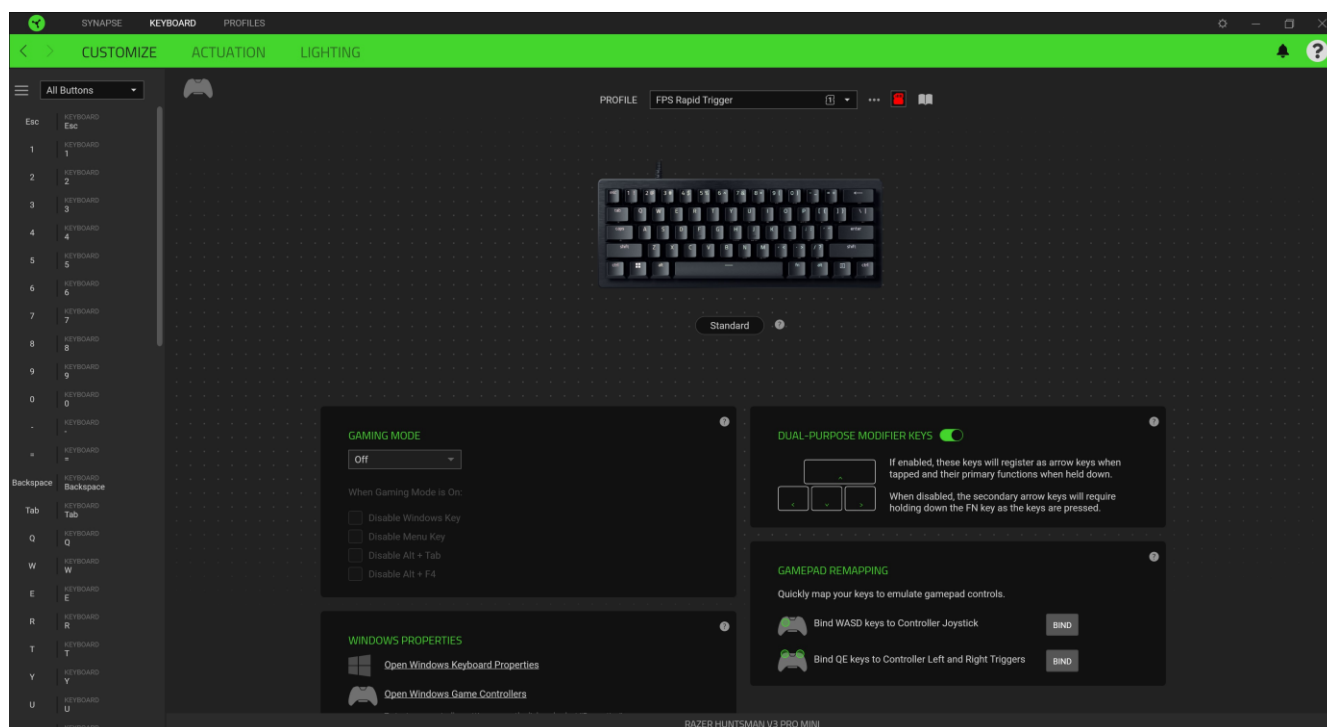 SYNAPSE KEYBOARD PROFILES
CUSTOMIZE ACTUATION LIGHTING
All Buttons
PROFILE FPS Rapid Trigger 1
Esc KEYBOARD
Esc
1 KEYBOARD
1
2 KEYBOARD
2
3 KEYBOARD
3
4 KEYBOARD
4
5 KEYBOARD
5
6 KEYBOARD
6
7 KEYBOARD
7
8 KEYBOARD
8
9 KEYBOARD
9
0 KEYBOARD
0
- KEYBOARD
-
= KEYBOARD
=
Backspace KEYBOARD
Backspace
Tab KEYBOARD
Tab
Q KEYBOARD
Q
W KEYBOARD
W
E KEYBOARD
E
R KEYBOARD
R
T KEYBOARD
T
Y KEYBOARD
Y
U KEYBOARD
U
Standard
GAMING MODE
Off
When Gaming Mode is On:
Disable Windows Key
Disable Menu Key
Disable Alt + Tab
Disable Alt + F4
WINDOWS PROPERTIES
Open Windows Keyboard Properties
Open Windows Game Controllers
DUAL-PURPOSE MODIFIER KEYS
If enabled, these keys will register as arrow keys when
tapped and their primary functions when held down.
When disabled, the secondary arrow keys will require
holding down the FN key as the keys are pressed.
GAMEPAD REMAPPING
Quickly map your keys to emulate gamepad controls.
Bind WASD keys to Controller Joystick BIND
Bind QE keys to Controller Left and Right Triggers BIND
RAZER HUNTSMAN V3 PRO MINI